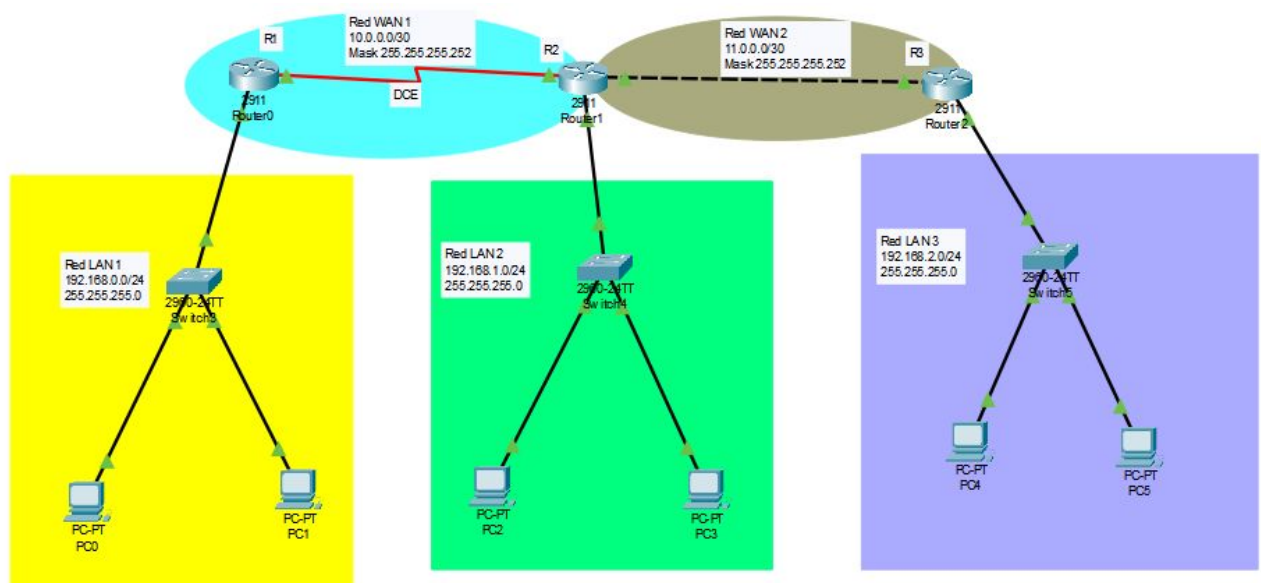 Red WAN 1
10.0.0.0/30
Mask 255.255.255.252
R1
R2
DCE
2911
Router0
2911
Router1
Red WAN 2
11.0.0.0/30
Mask 255.255.255.252
R3
2911
Router2
Red LAN 1
192.168.0.0/24
255.255.255.0
2960-24TT
Switch3
PC-PT
PC0
PC-PT
PC1
Red LAN 2
192.168.1.0/24
255.255.255.0
2960-24TT
Switch4
PC-PT
PC2
PC-PT
PC3
Red LAN 3
192.168.2.0/24
255.255.255.0
2960-24TT
Switch5
PC-PT
PC4
PC-PT
PC5